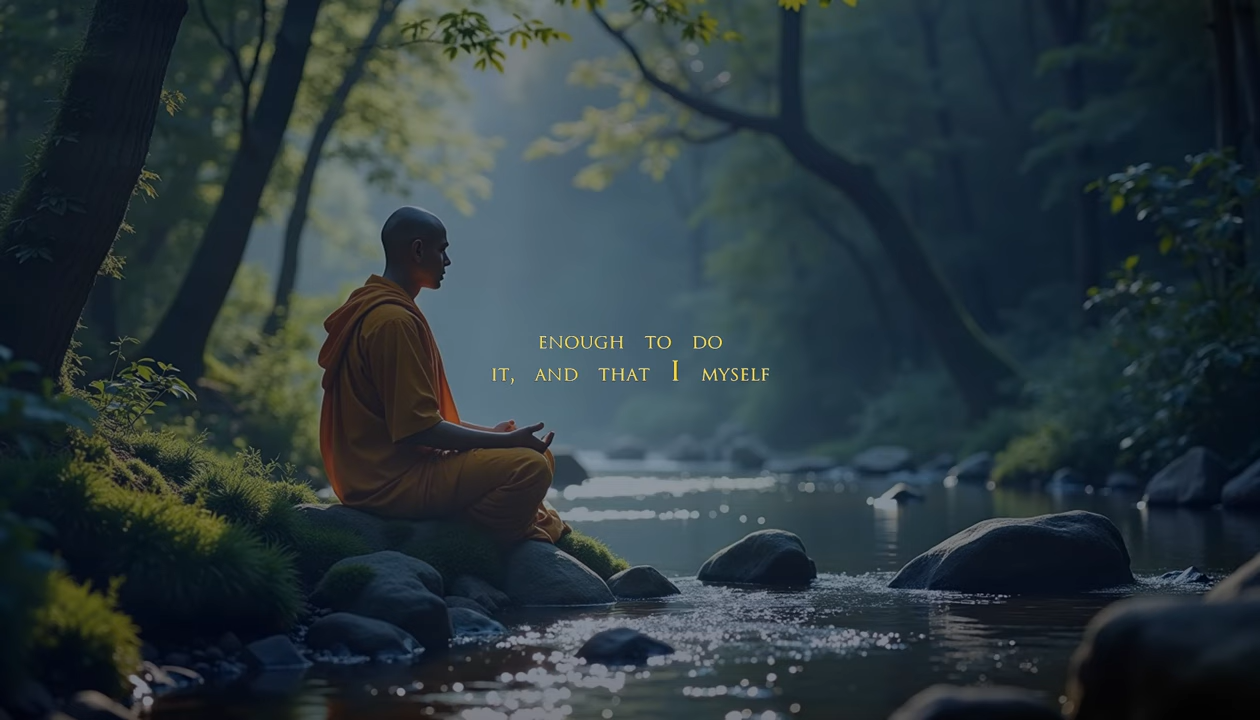 ENOUGH TO DO
IT, AND THAT I MYSELF